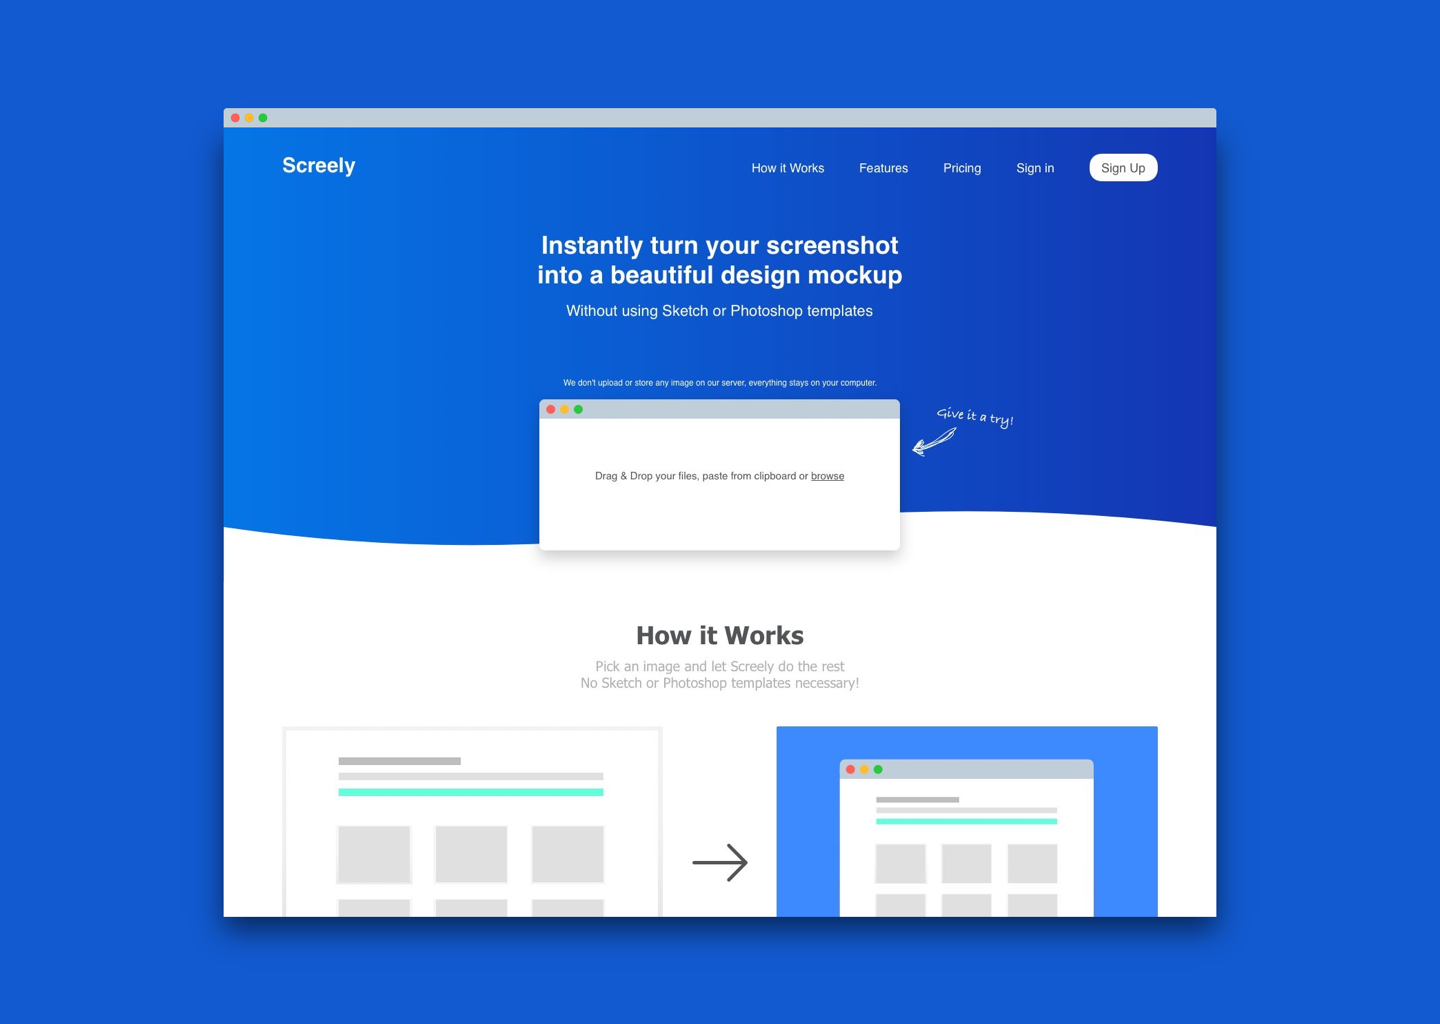 Screely
How it Works
Features
Pricing
Sign in
Sign Up
Instantly turn your screenshot
into a beautiful design mockup
Without using Sketch or Photoshop templates
We don't upload or store any image on our server, everything stays on your computer.
Give it a try!
Drag & Drop your files, paste from clipboard or browse
How it Works
Pick an image and let Screely do the rest
No Sketch or Photoshop templates necessary!